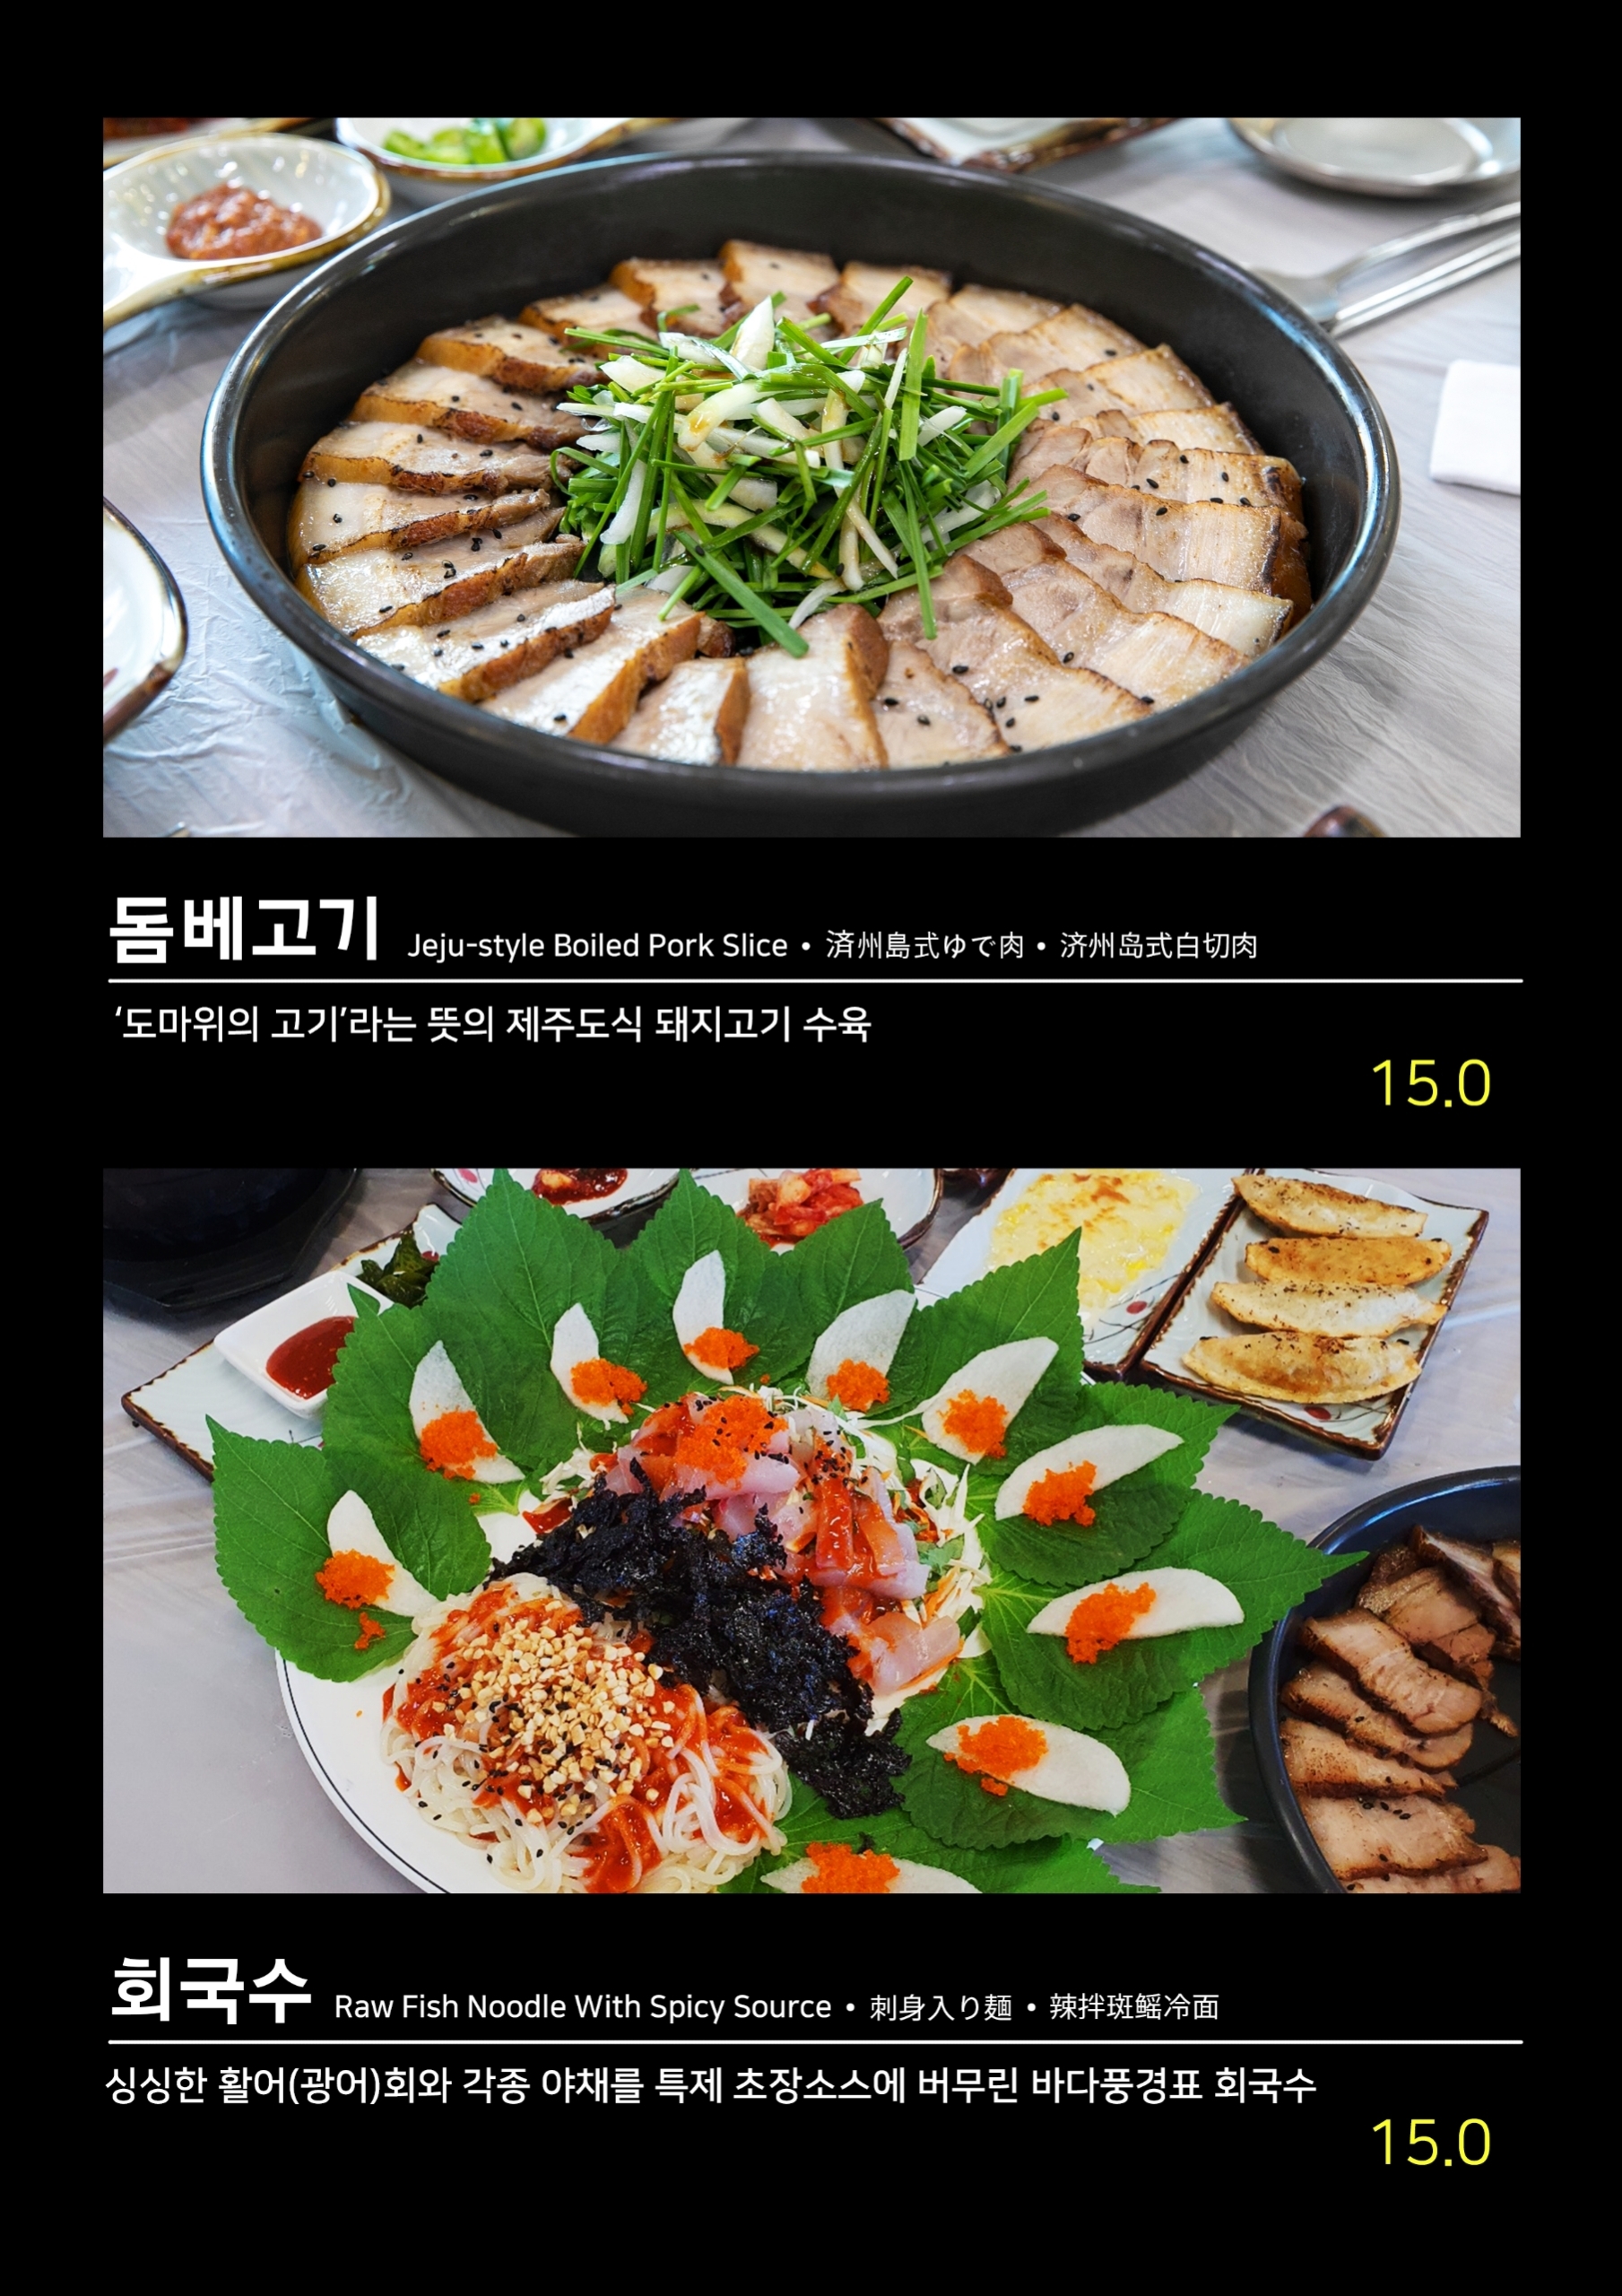 돔베고기 Jeju-style Boiled Pork Slice • 済州島式ゆで肉 • 济州岛式白切肉
‘도마위의 고기’라는 뜻의 제주도식 돼지고기 수육
15.0
회국수 Raw Fish Noodle With Spicy Source • 刺身入り麺 • 辣拌斑鳐冷面
싱싱한 활어(광어)회와 각종 야채를 특제 초장소스에 버무린 바다풍경표 회국수
15.0